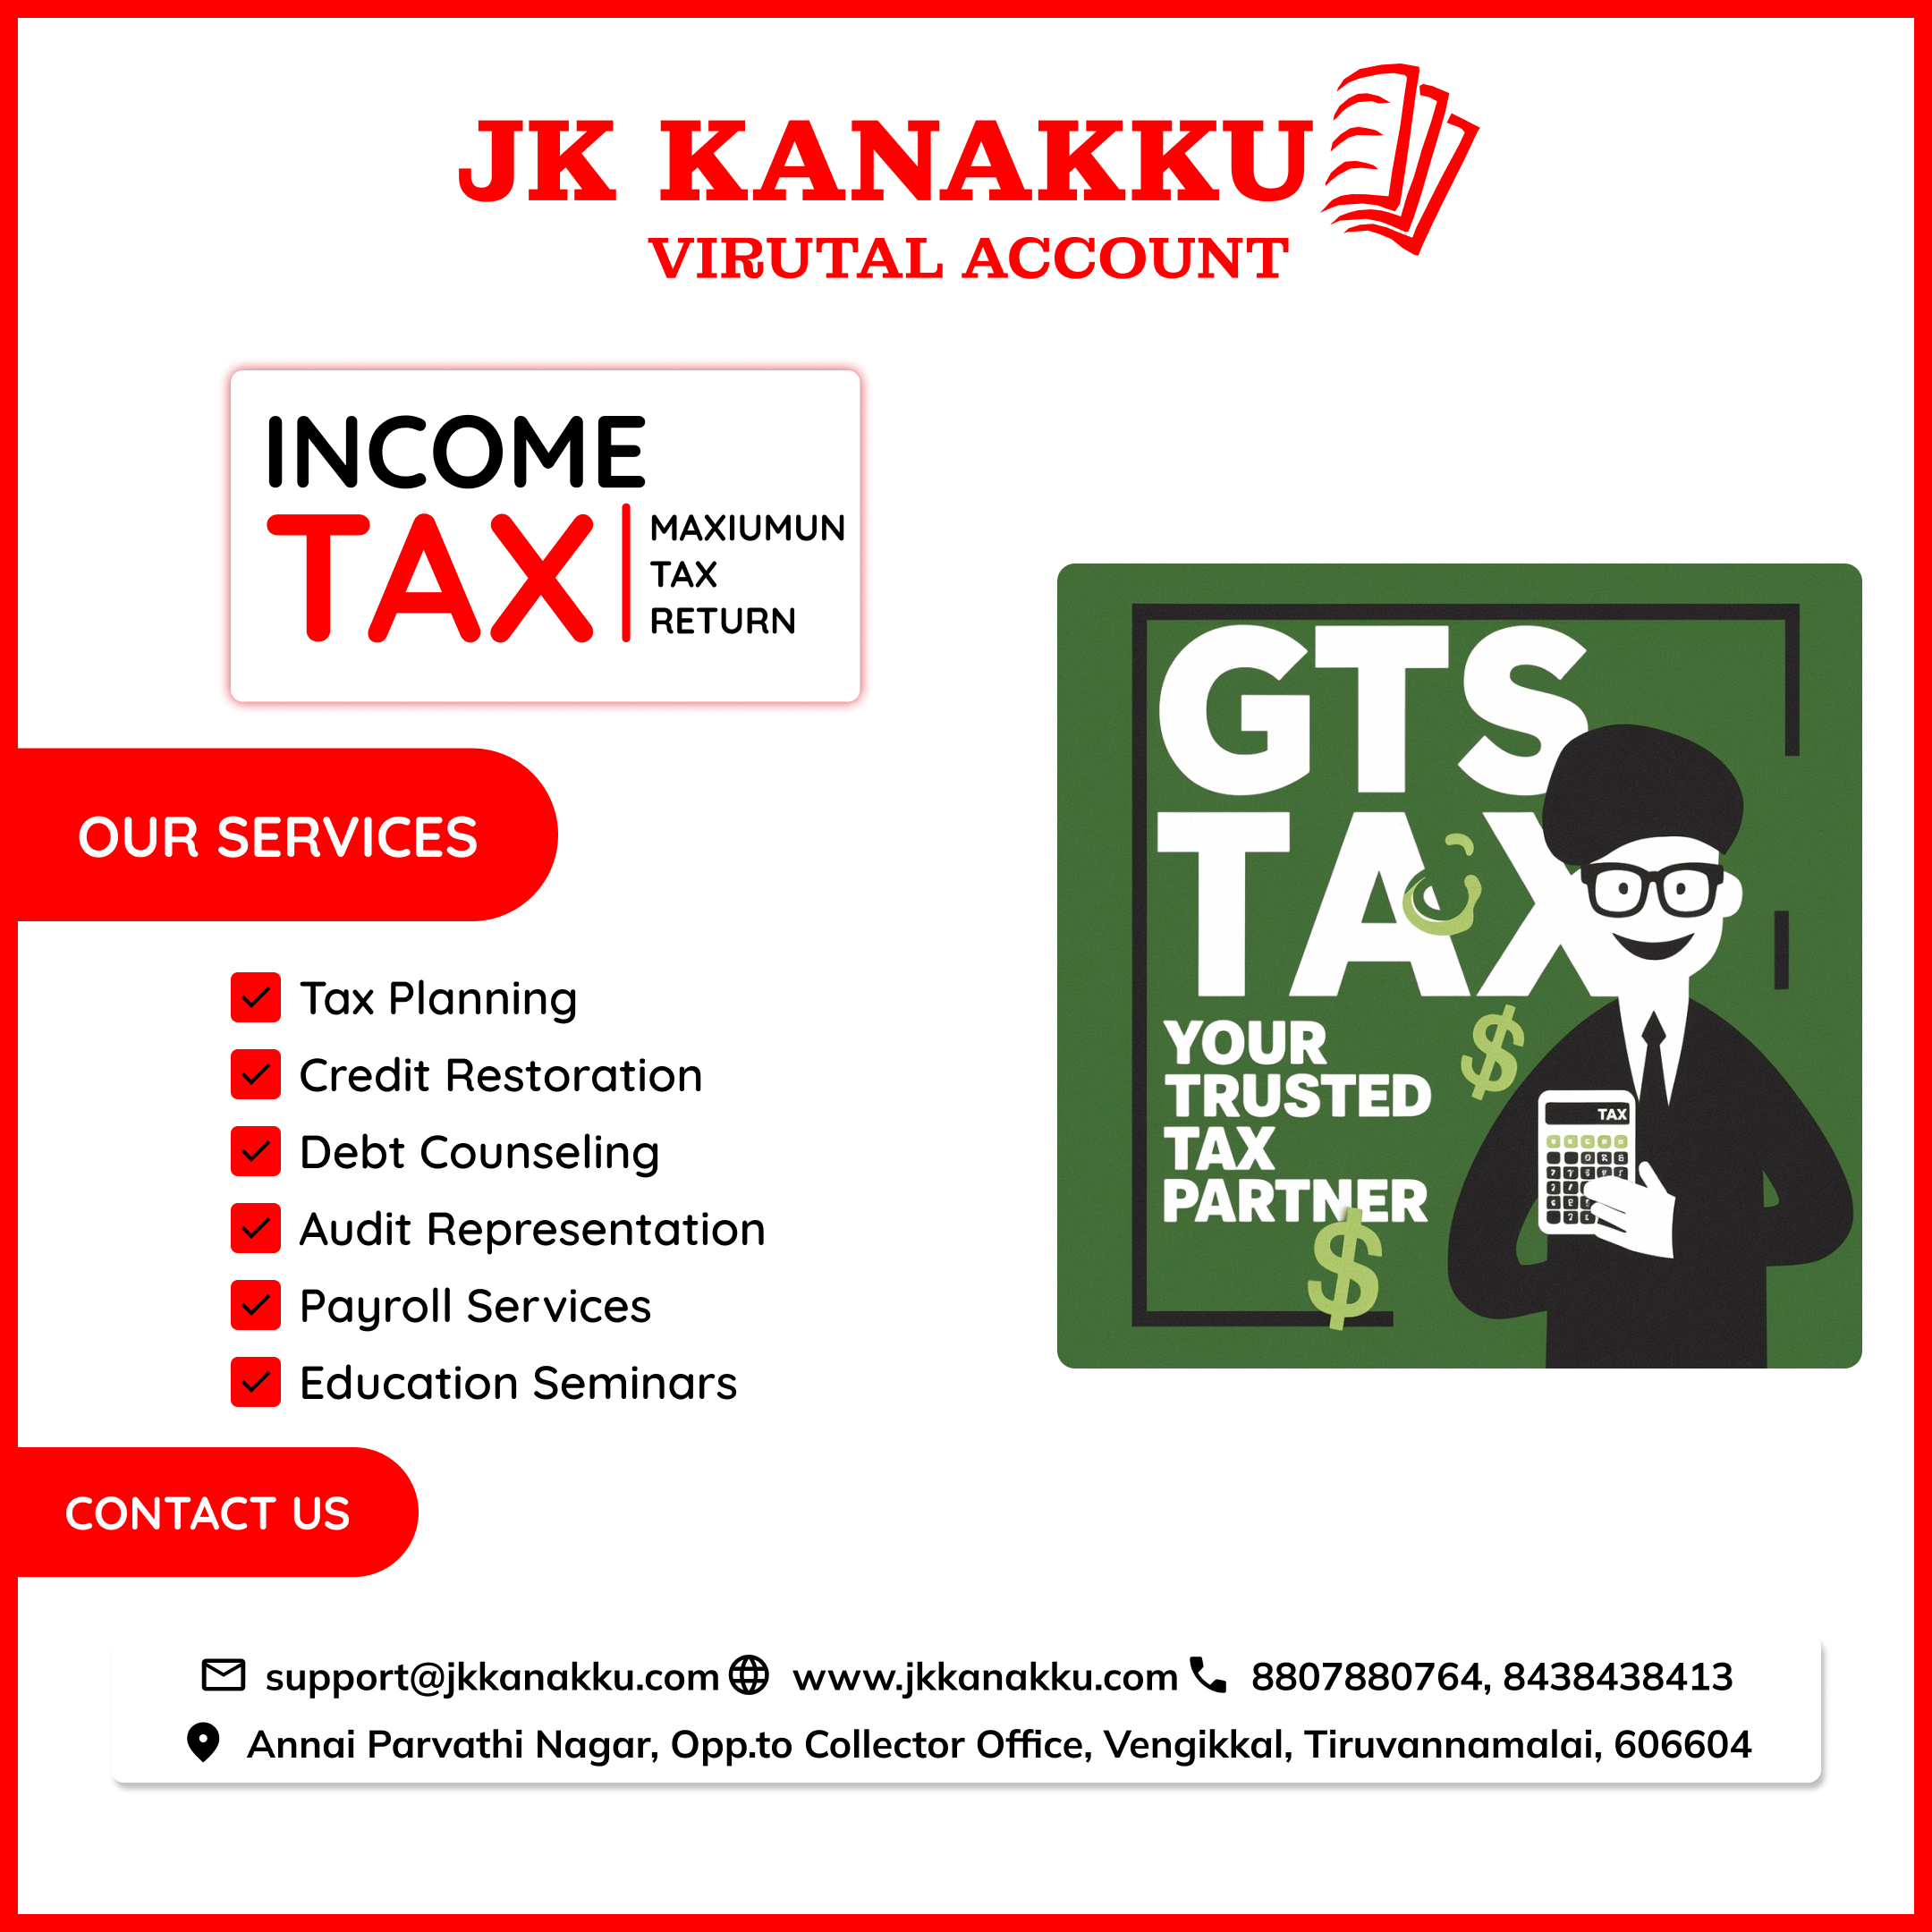 JK KANAKKU
VIRUTAL ACCOUNT
INCOME
TAX
MAXIUMUN
TAX
RETURN
OUR SERVICES
Tax Planning
Credit Restoration
Debt Counseling
Audit Representation
Payroll Services
Education Seminars
GTS
TAX
YOUR
TRUSTED
TAX
PARTNER
$
$
TAX
CONTACT US
support@jkkanakku.com www.jkkanakku.com 8807880764, 8438438413
Annai Parvathi Nagar, Opp.to Collector Office, Vengikkal, Tiruvannamalai, 606604